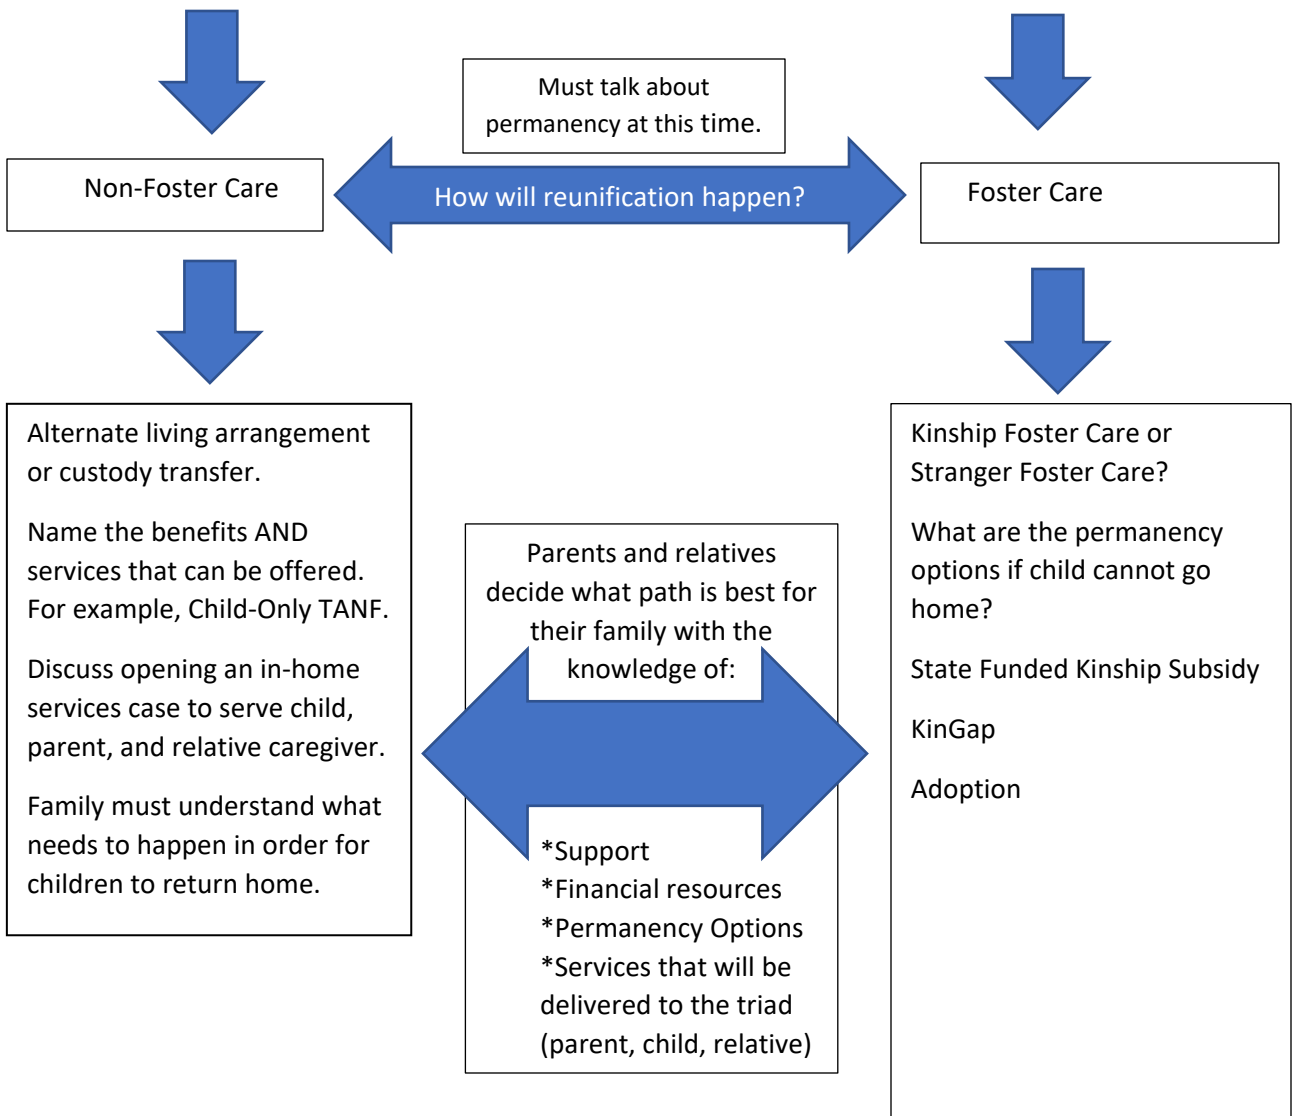 Must talk about
permanency at this time.
Non-Foster Care
How will reunification happen?
Foster Care
Alternate living arrangement
or custody transfer.
Name the benefits AND
services that can be offered.
For example, Child-Only TANF.
Discuss opening an in-home
services case to serve child,
parent, and relative caregiver.
Family must understand what
needs to happen in order for
children to return home.
Parents and relatives
decide what path is best for
their family with the
knowledge of:
*Support
*Financial resources
*Permanency Options
*Services that will be
delivered to the triad
(parent, child, relative)
Kinship Foster Care or
Stranger Foster Care?
What are the permanency
options if child cannot go
home?
State Funded Kinship Subsidy
KinGap
Adoption